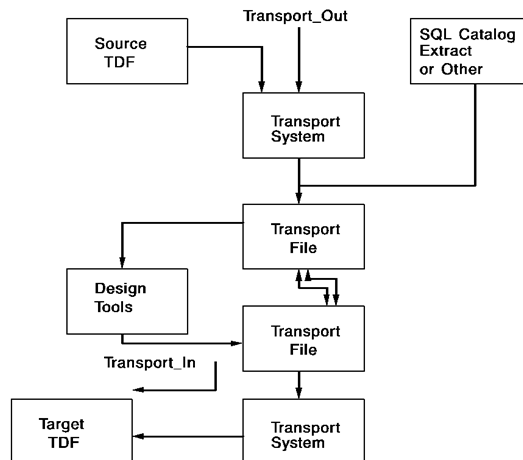 Transport_Out
Source
TDF
SQL Catalog
Extract
or Other
Transport
System
Transport
File
Design
Tools
Transport
File
Transport_In
Target
TDF
Transport
System